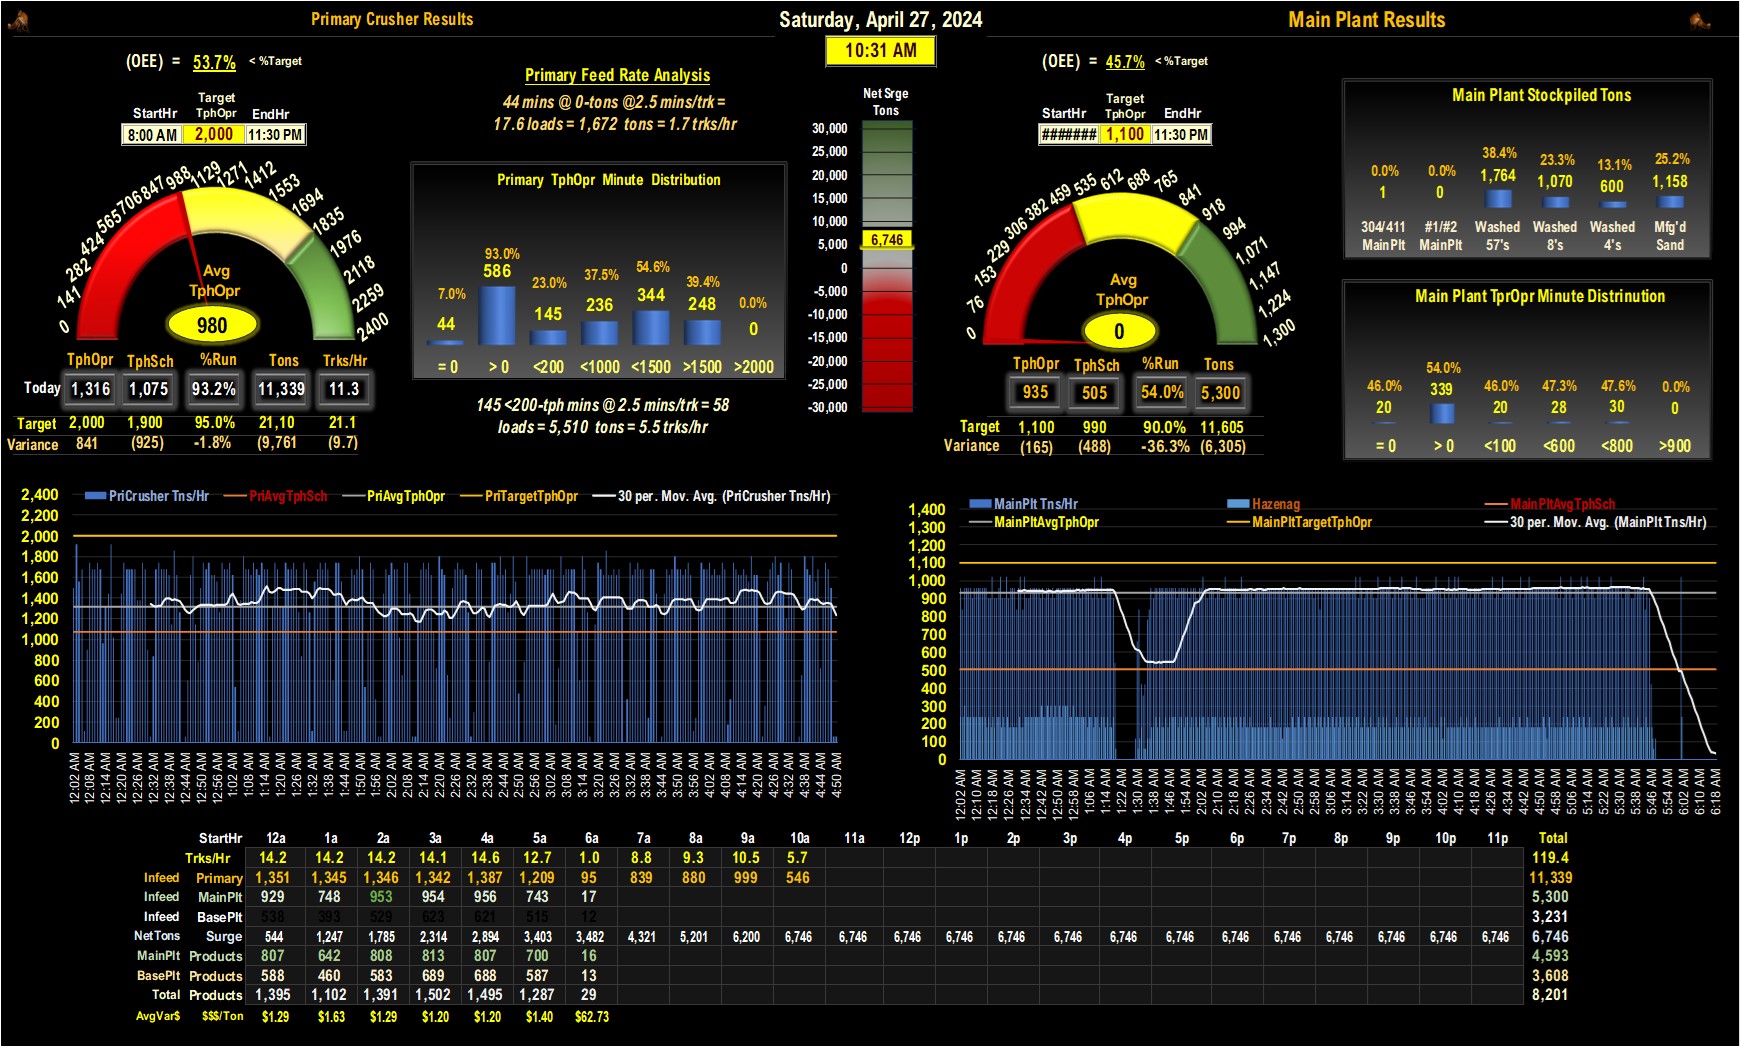 Primary Crusher Results
Saturday, April 27, 2024
Main Plant Results
10:31 AM
(OEE) = 53.7% < %Target
Target
StartHr TphOpr EndHr
8:00 AM 2,000 11:30 PM
Primary Feed Rate Analysis
44 mins @ 0-tons @2.5 mins/trk =
17.6 loads = 1,672 tons = 1.7 trks/hr
0 141 282 424 565 706 847 988 1129 1271 1412 1553 1694 1835 1976 2118 2259 2400
Avg
TphOpr
980
TphOpr TphSch %Run Tons Trks/Hr
Today 1,316 1,075 93.2% 11,339 11.3
Target 2,000 1,900 95.0% 21,10 21.1
Variance 841 (925) -1.8% (9,761 (9.7)
Primary TphOpr Minute Distribution
7.0% 93.0% 23.0% 37.5% 54.6% 39.4% 0.0%
44 586 145 236 344 248 0
= 0 > 0 <200 <1000 <1500 >1500 >2000
145 <200-tph mins @ 2.5 mins/trk = 58
loads = 5,510 tons = 5.5 trks/hr
Net Srge
Tons
30,000
25,000
20,000
15,000
10,000
6,746
5,000
0
-5,000
-10,000
-15,000
-20,000
-25,000
-30,000
(OEE) = 45.7% < %Target
Target
StartHr TphOpr EndHr
####### 1,100 11:30 PM
0 76 153 229 306 382 459 535 612 688 765 841 918 994 1,071 1,147 1,224 1,300
Avg
TphOpr
0
TphOpr TphSch %Run Tons
935 505 54.0% 5,300
Target 1,100 990 90.0% 11,605
Variance (165) (488) -36.3% (6,305)
Main Plant Stockpiled Tons
0.0% 0.0% 38.4% 23.3% 13.1% 25.2%
1 0 1,764 1,070 600 1,158
304/411 #1/#2 Washed Washed Washed Mfg'd
MainPlt MainPlt 57's 8's 4's Sand
Main Plant TprOpr Minute Distrinution
46.0% 54.0% 46.0% 47.3% 47.6% 0.0%
20 339 20 28 30 0
= 0 > 0 <100 <600 <800 >900
PriCrusher Tns/Hr PriAvgTphSch PriAvgTphOpr PriTargetTphOpr 30 per. Mov. Avg. (PriCrusher Tns/Hr)
2,400
2,200
2,000
1,800
1,600
1,400
1,200
1,000
800
600
400
200
0
12:02 AM 12:08 AM 12:14 AM 12:20 AM 12:26 AM 12:32 AM 12:38 AM 12:44 AM 12:50 AM 12:56 AM 1:02 AM 1:08 AM 1:14 AM 1:20 AM 1:26 AM 1:32 AM 1:38 AM 1:44 AM 1:50 AM 1:56 AM 2:02 AM 2:08 AM 2:14 AM 2:20 AM 2:26 AM 2:32 AM 2:38 AM 2:44 AM 2:50 AM 2:56 AM 3:02 AM 3:08 AM 3:14 AM 3:20 AM 3:26 AM 3:32 AM 3:38 AM 3:44 AM 3:50 AM 3:56 AM 4:02 AM 4:08 AM 4:14 AM 4:20 AM 4:26 AM 4:32 AM 4:38 AM 4:44 AM 4:50 AM
MainPlt Tns/Hr Hazenag MainPltAvgTphSch
MainPltAvgTphOpr MainPltTargetTphOpr 30 per. Mov. Avg. (MainPlt Tns/Hr)
1,400
1,300
1,200
1,100
1,000
900
800
700
600
500
400
300
200
100
0
12:02 AM 12:10 AM 12:18 AM 12:26 AM 12:34 AM 12:42 AM 12:50 AM 12:58 AM 1:06 AM 1:14 AM 1:22 AM 1:30 AM 1:38 AM 1:46 AM 1:54 AM 2:02 AM 2:10 AM 2:18 AM 2:26 AM 2:34 AM 2:42 AM 2:50 AM 2:58 AM 3:06 AM 3:14 AM 3:22 AM 3:30 AM 3:38 AM 3:46 AM 3:54 AM 4:02 AM 4:10 AM 4:18 AM 4:26 AM 4:34 AM 4:42 AM 4:50 AM 4:58 AM 5:06 AM 5:14 AM 5:22 AM 5:30 AM 5:38 AM 5:46 AM 5:54 AM 6:02 AM 6:10 AM 6:18 AM
StartHr 12a 1a 2a 3a 4a 5a 6a 7a 8a 9a 10a 11a 12p 1p 2p 3p 4p 5p 6p 7p 8p 9p 10p 11p Total
Trks/Hr 14.2 14.2 14.2 14.1 14.6 12.7 1.0 8.8 9.3 10.5 5.7 119.4
Infeed Primary 1,351 1,345 1,346 1,342 1,387 1,209 95 839 880 999 546 11,339
Infeed MainPlt 929 748 953 954 956 743 17 5,300
Infeed BasePlt 538 393 529 623 621 515 12 3,231
NetTons Surge 544 1,247 1,785 2,314 2,894 3,403 3,482 4,321 5,201 6,200 6,746 6,746 6,746 6,746 6,746 6,746 6,746 6,746 6,746 6,746 6,746 6,746 6,746 6,746 6,746
MainPlt Products 807 642 808 813 807 700 16 4,593
BasePlt Products 588 460 583 689 688 587 13 3,608
Total Products 1,395 1,102 1,391 1,502 1,495 1,287 29 8,201
AvgVar$ $$$/Ton $1.29 $1.63 $1.29 $1.20 $1.20 $1.40 $62.73